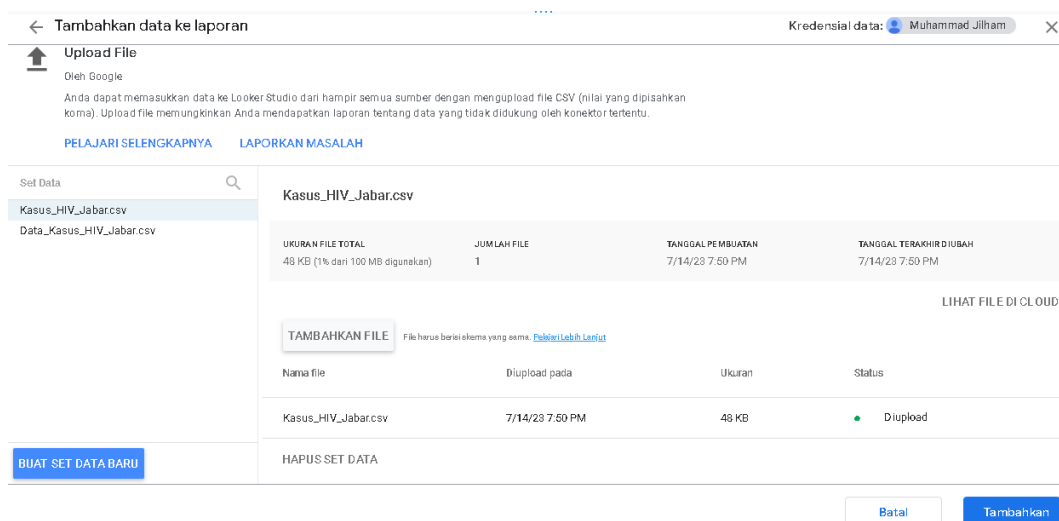 Tambahkan data ke laporan
Kredensial data: Muhammad Jilham
Upload File
Oleh Google
Anda dapat memasukkan data ke Looker Studio dari hampir semua sumber dengan mengupload file CSV (nilai yang dipisahkan
koma). Upload file memungkinkan Anda mendapatkan laporan tentang data yang tidak didukung oleh konektor tertentu.
PELAJARI SELENGKAPNYA LAPORKAN MASALAH
Set Data
Kasus_HIV_Jabar.csv
Data_Kasus_HIV_Jabar.csv
BUAT SET DATA BARU
Kasus_HIV_Jabar.csv
UKURAN FILE TOTAL JUMLAH FILE TANGGAL PEMBUATAN TANGGAL TERAKHIR DIUBAH
48 KB (1% dari 100 MB digunakan) 1 7/14/23 7:50 PM 7/14/23 7:50 PM
LIHAT FILE DI CLOUD
TAMBAHKAN FILE File harus berisi skema yang sama. Pelajari Lebih Lanjut
Nama file Diupload pada Ukuran Status
Kasus_HIV_Jabar.csv 7/14/23 7:50 PM 48 KB Diupload
HAPUS SET DATA
Batal Tambahkan